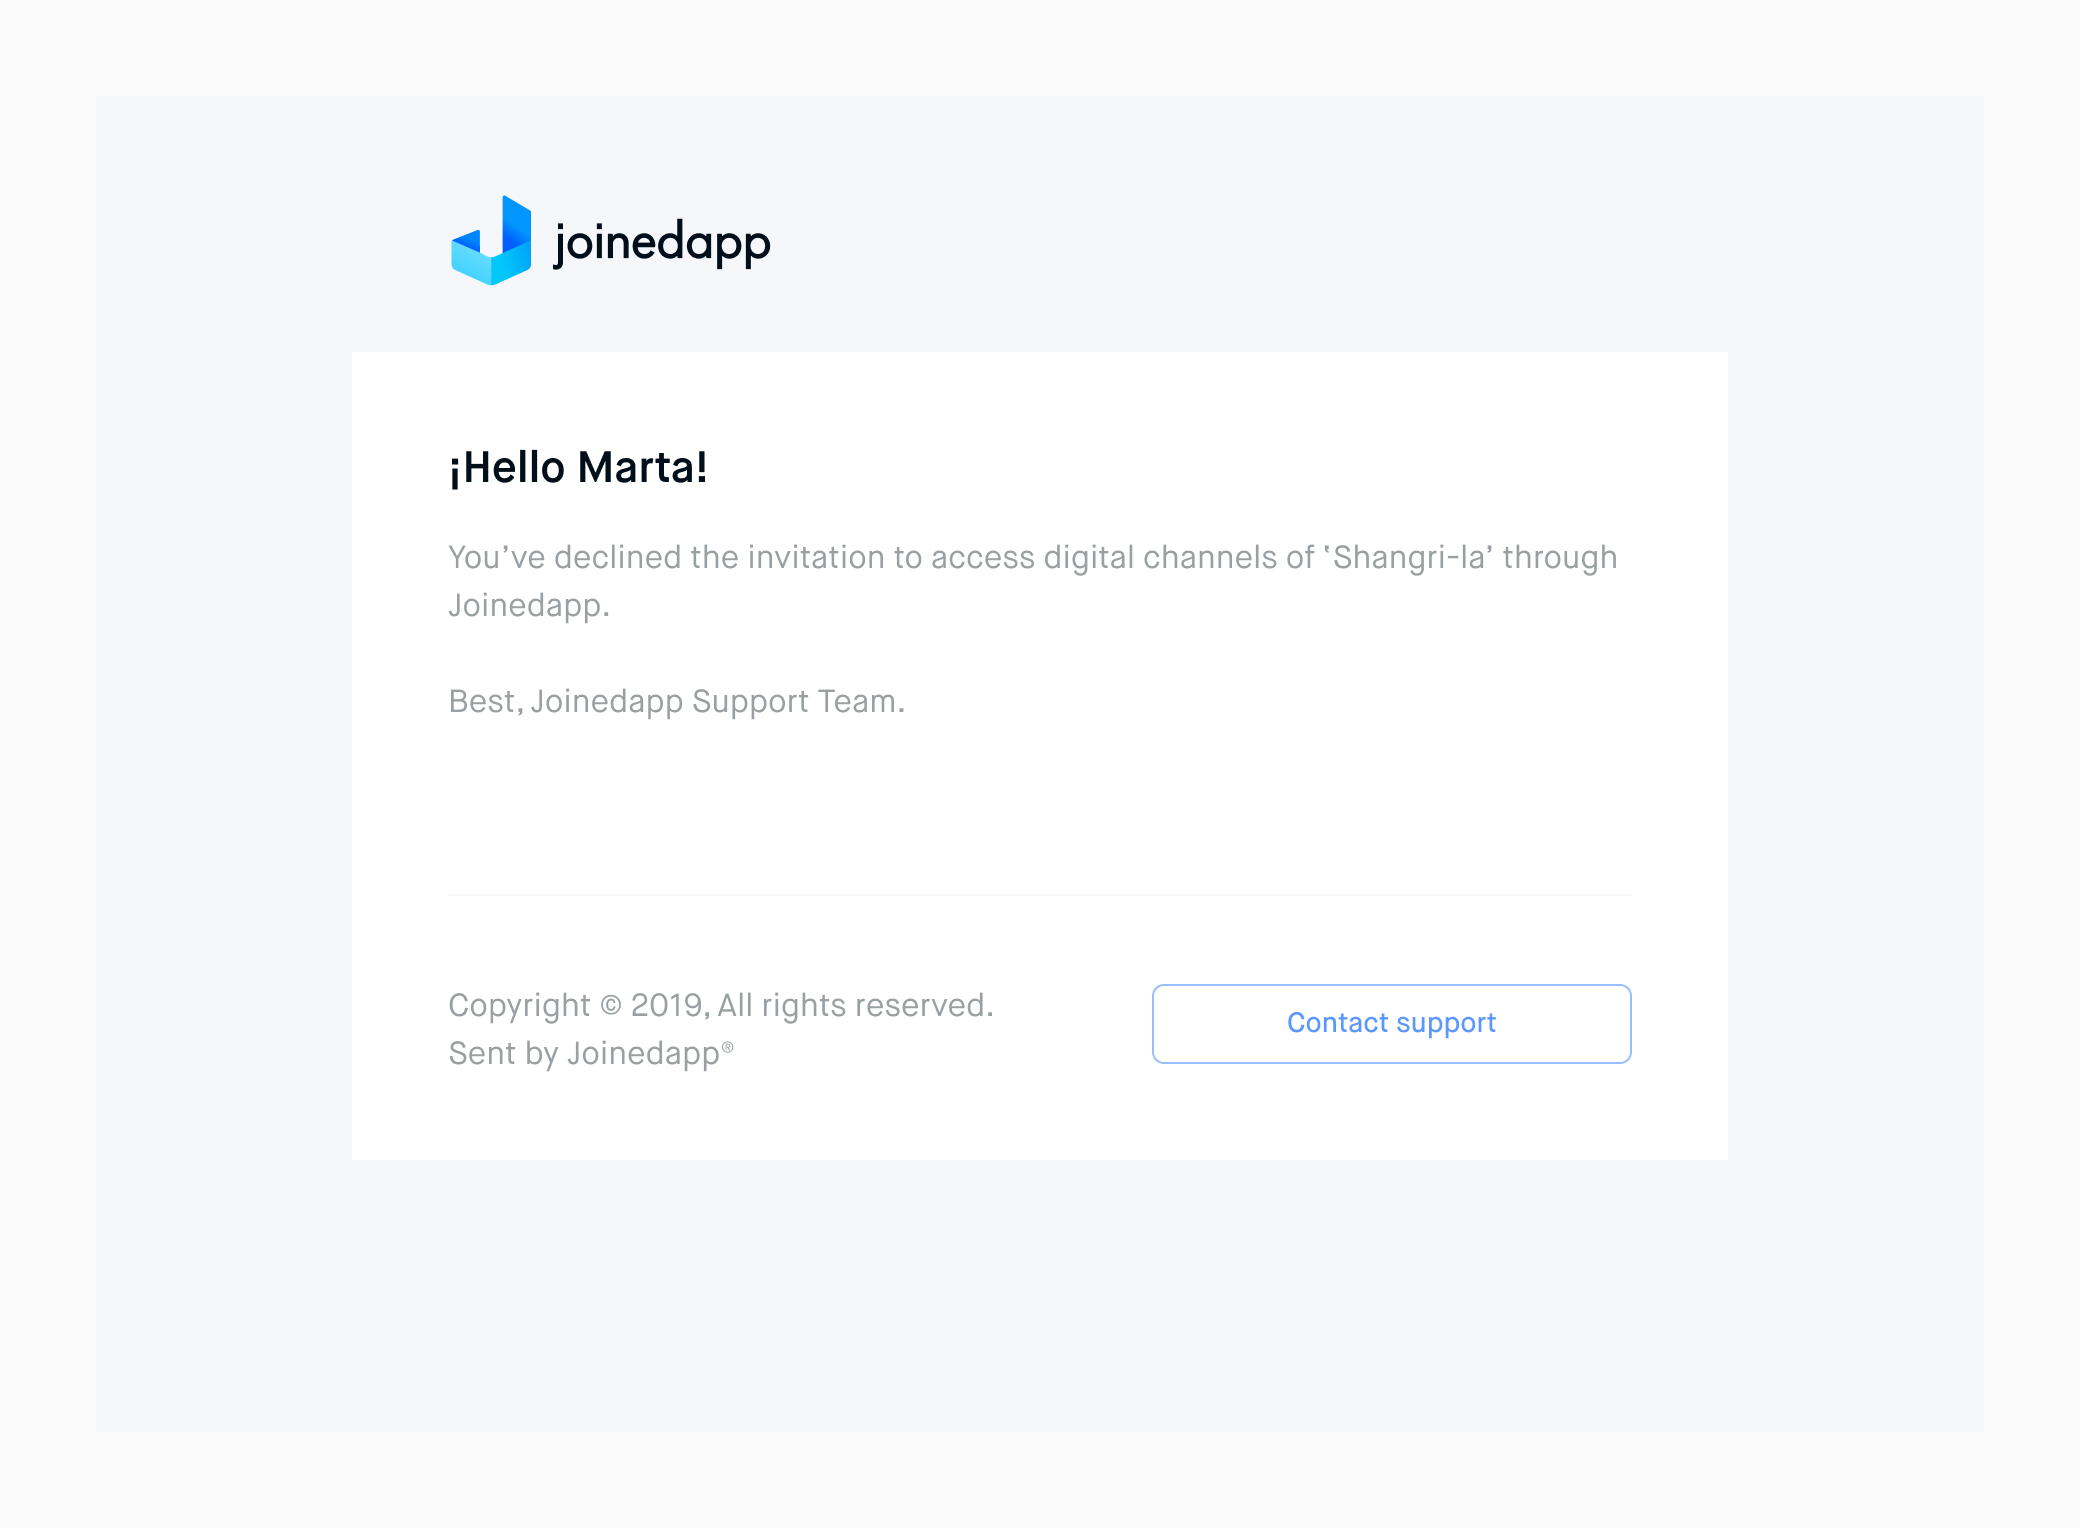 joinedapp
¡Hello Marta!
You’ve declined the invitation to access digital channels of ‘Shangri-la’ through
Joinedapp.
Best, Joinedapp Support Team.
Copyright © 2019, All rights reserved.
Sent by Joinedapp®
Contact support